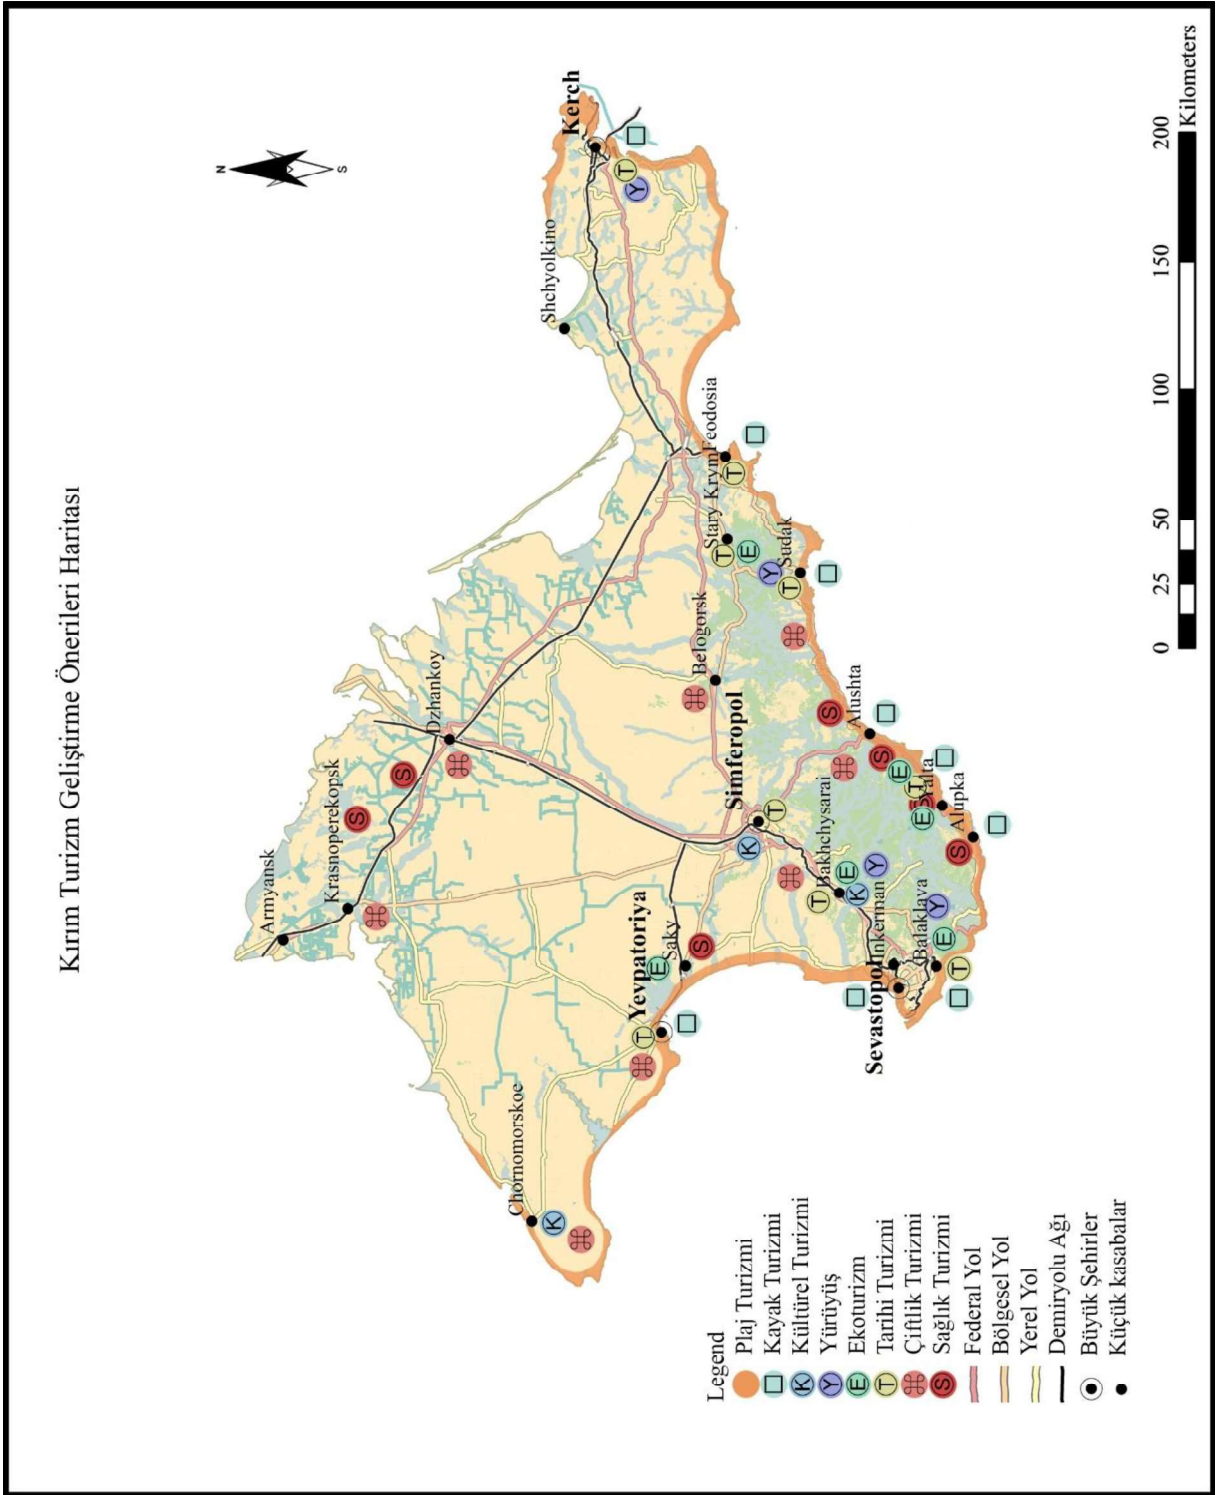 Kırım Turizm Geliştirme Önerileri Haritası
N
S
Armyansk
Krasnoperekopsk
S
S
Dzhankoy
Chornomorskoe
K
Yevpatoriya
T
E
Saky
S
Shchyolkino
Kerch
T
Y
Belogorsk
Simferopol
K
T
Stary Krym
Feodosia
T
E
T
Y
T
Sudak
T
Bakhchysarai
E
K
Y
Inkerman
Sevastopol
Balaklava
Y
E
T
S
Alushta
S
E
T
S
E
Yalta
S
Alupka
Legend
Plaj Turizmi
Kayak Turizmi
K Kültürel Turizmi
Y Yürüyüş
E Ekoturizm
T Tarihi Turizmi
Çiftlik Turizmi
S Sağlık Turizmi
Federal Yol
Bölgesel Yol
Yerel Yol
Demiryolu Ağı
Büyük Şehirler
Küçük kasabalar
0 25 50 100 150 200
Kilometers